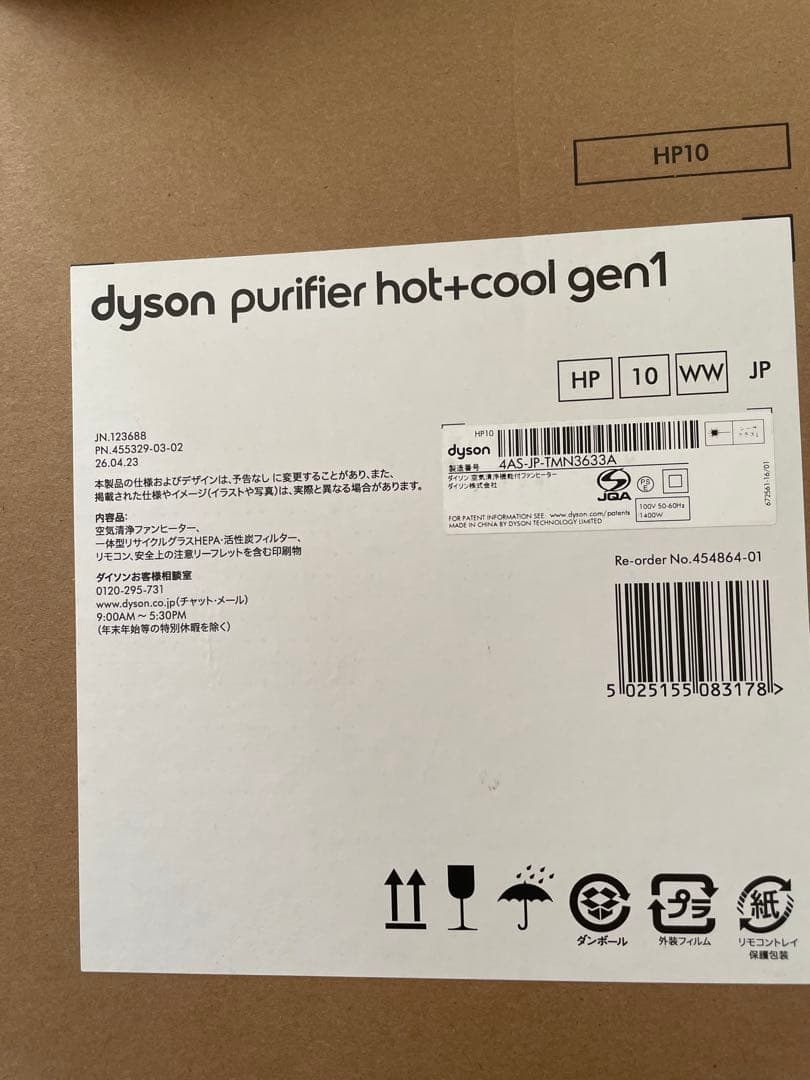 HP10
dyson purifier hot+cool gen1
HP 10 WW JP
JN.123688
PN.455329-03-02
26.04.23
本製品の仕様およびデザインは、予告なしに変更することがあり、また、
掲載された仕様やイメージ(イラストや写真)は、実際と異なる場合があります。
内容品:
空気清浄ファンヒーター、
一体型リサイクルグラスHEPA・活性炭フィルター、
リモコン、安全上の注意リーフレットを含む印刷物
ダイソンお客様相談室
0120-295-731
www.dyson.co.jp(チャット・メール)
9:00AM～5:30PM
(年末年始等の特別休暇を除く)
HP10
dyson
製造番号 4AS-JP-TMN3633A
ダイソン 空気清浄機能付ファンヒーター
ダイソン株式会社
JQA
PS
E
FOR PATENT INFORMATION SEE: www.dyson.com/patents
MADE IN CHINA BY DYSON TECHNOLOGY LIMITED
100V 50-60Hz
1400W
672561-16/01
Re-order No.454864-01
5 025155 083178 >
プラ
紙
ダンボール
外装フィルム
リモコントレイ
保護包装